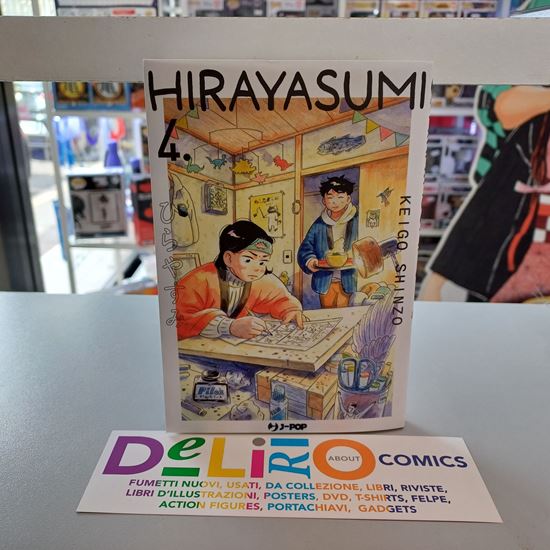 HIRAYASUMI
4.
ひらやすみ
KEIGO SHINZO
Pilot
J-POP
DeLiRiO
ABOUT
COMICS
FUMETTI NUOVI, USATI, DA COLLEZIONE, LIBRI, RIVISTE,
LIBRI D'ILLUSTRAZIONI, POSTERS, DVD, T-SHIRTS, FELPE,
ACTION FIGURES, PORTACHIAVI, GADGETS